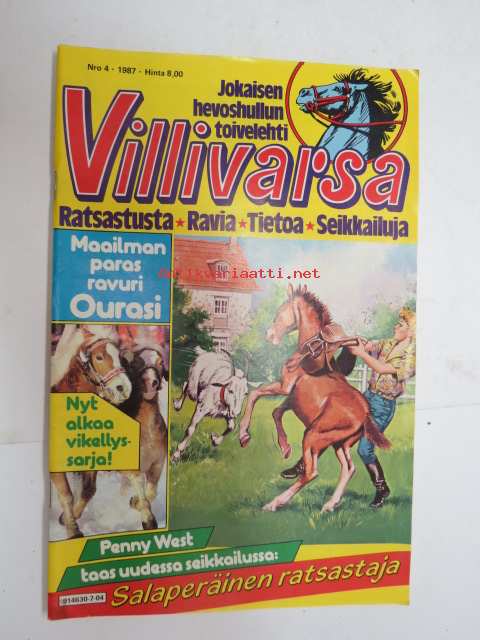 Nro 4 - 1987 - Hinta 8,00
Jokaisen
hevoshullun
toivelehti
Villivarsa
Ratsastusta ★ Ravia ★ Tietoa ★ Seikkailuja
Maailman
paras
ravuri
Ourasi
antikvariaatti.net
Nyt
alkaa
vikellys-
sarja!
Penny West
taas uudessa seikkailussa:
Salaperäinen ratsastaja
014630-7-04